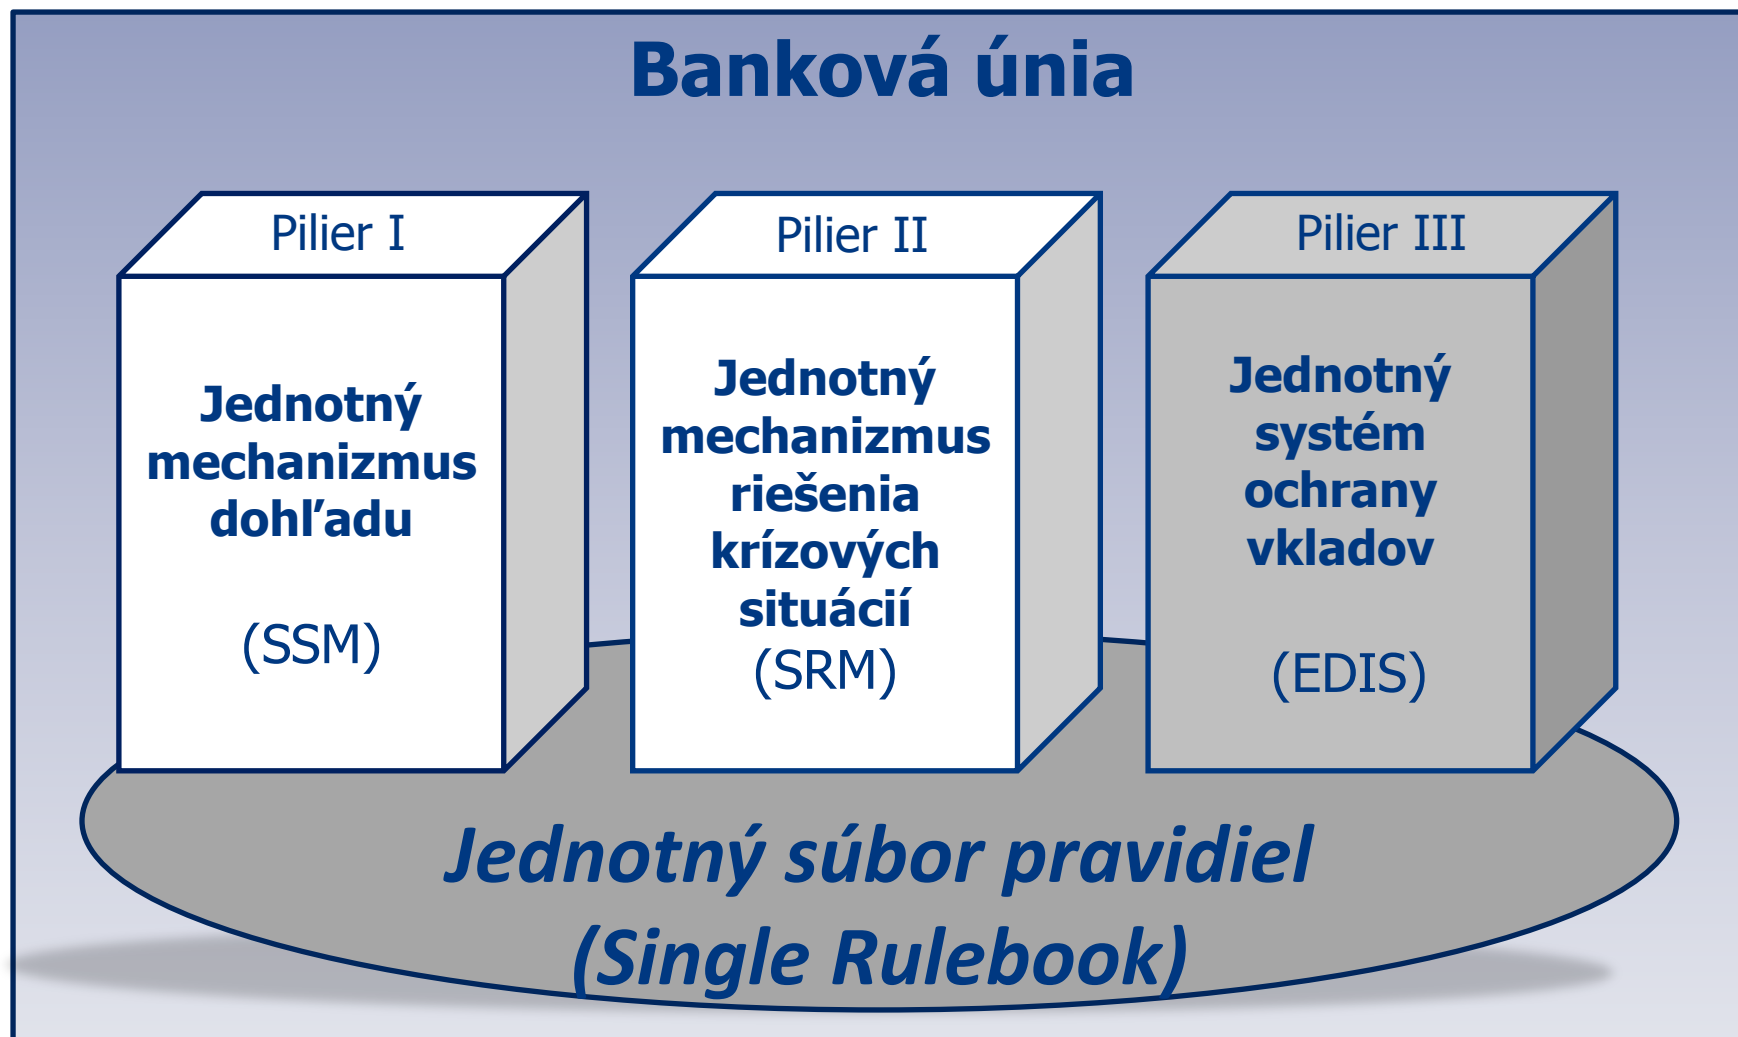 Banková únia
Pilier I
Jednotný
mechanizmus
dohľadu
(SSM)
Pilier II
Jednotný
mechanizmus
riešenia
krízových
situácií
(SRM)
Pilier III
Jednotný
systém
ochrany
vkladov
(EDIS)
Jednotný súbor pravidiel
(Single Rulebook)